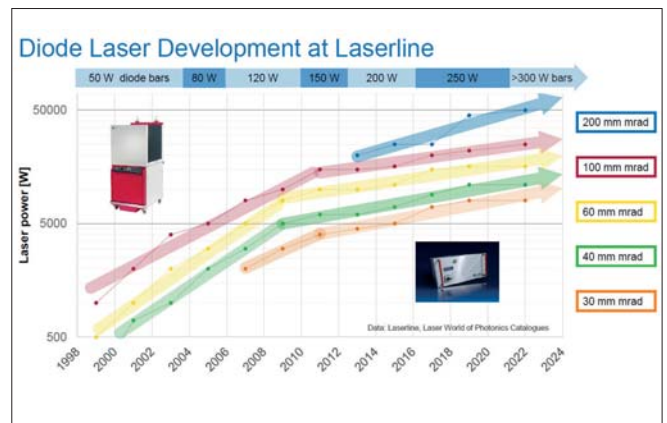 Diode Laser Development at Laserline
50 W diode bars 80 W 120 W 150 W 200 W 250 W >300 W bars
50000
5000
500
Laser power [W]
200 mm mrad
100 mm mrad
60 mm mrad
40 mm mrad
30 mm mrad
Data: Laserline, Laser World of Photonics Catalogues
1998 2000 2002 2004 2006 2008 2010 2012 2014 2016 2018 2020 2022 2024